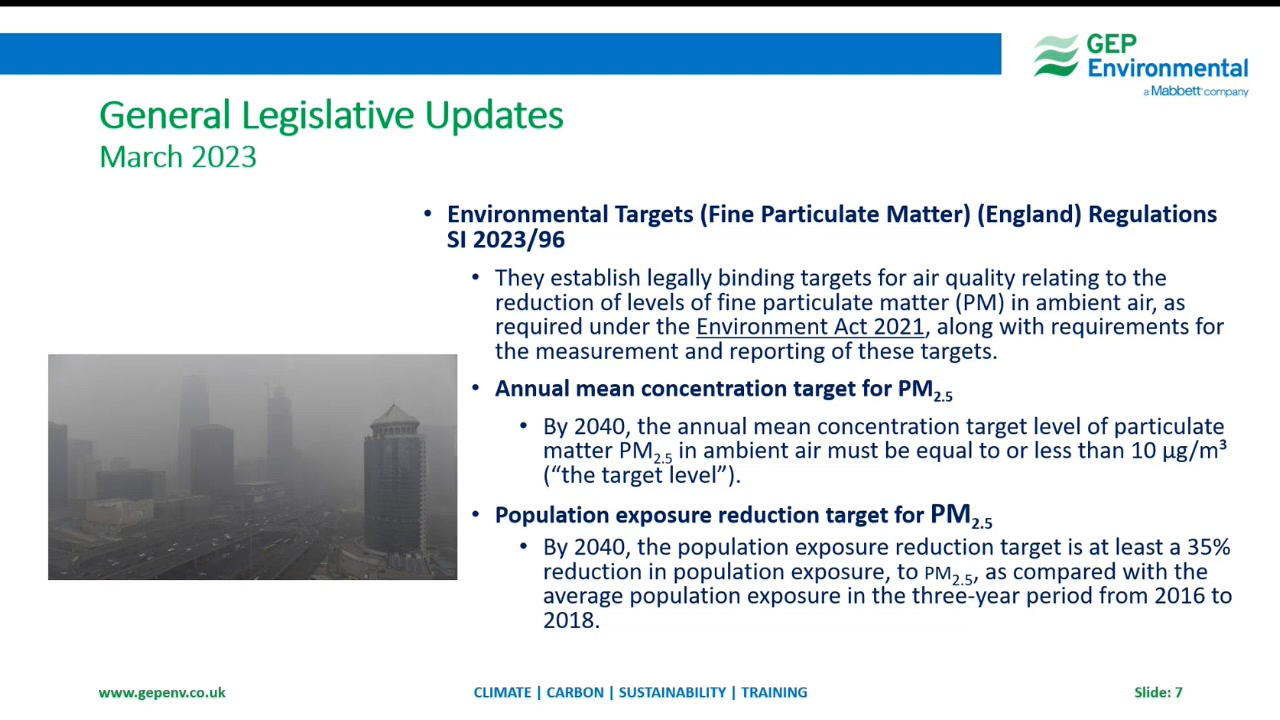 GEP
Environmental
a Mabbett company
General Legislative Updates
March 2023
• Environmental Targets (Fine Particulate Matter) (England) Regulations
SI 2023/96
• They establish legally binding targets for air quality relating to the
reduction of levels of fine particulate matter (PM) in ambient air, as
required under the Environment Act 2021, along with requirements for
the measurement and reporting of these targets.
• Annual mean concentration target for PM2.5
• By 2040, the annual mean concentration target level of particulate
matter PM2.5 in ambient air must be equal to or less than 10 µg/m³
(“the target level”).
• Population exposure reduction target for PM2.5
• By 2040, the population exposure reduction target is at least a 35%
reduction in population exposure, to PM2.5, as compared with the
average population exposure in the three-year period from 2016 to
2018.
www.gepenv.co.uk
CLIMATE | CARBON | SUSTAINABILITY | TRAINING
Slide: 7